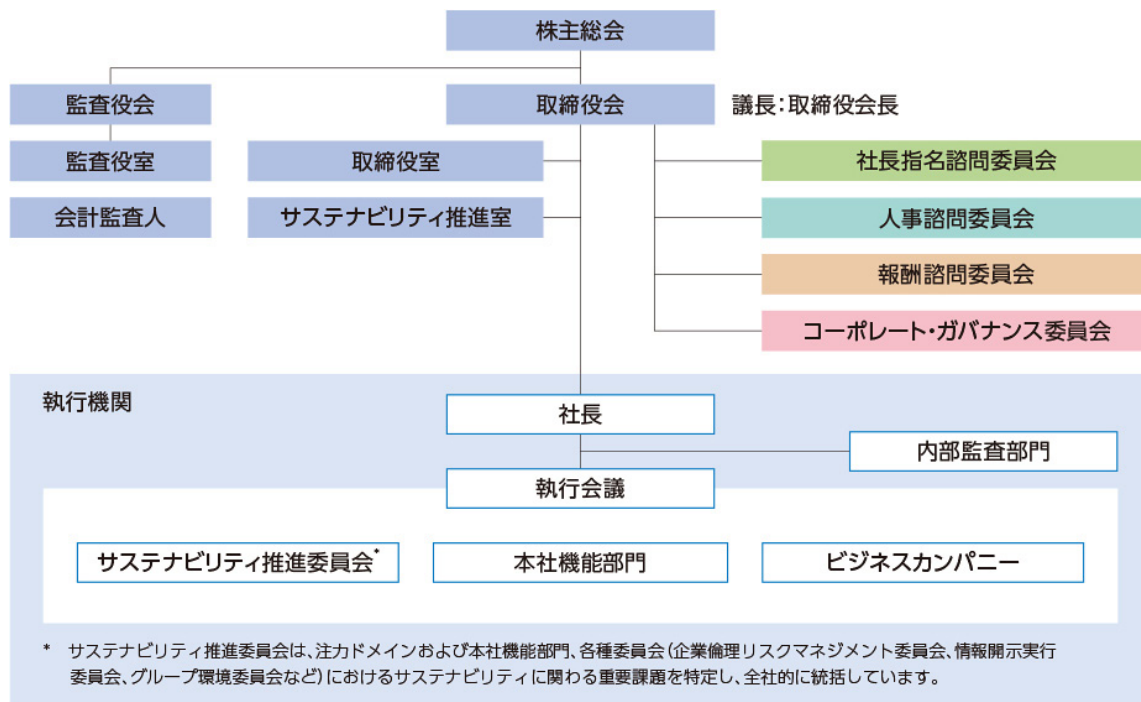 株主総会
監査役会
取締役会
議長：取締役会長
監査役室
取締役室
社長指名諮問委員会
会計監査人
サステナビリティ推進室
人事諮問委員会
報酬諮問委員会
コーポレート・ガバナンス委員会
執行機関
社長
内部監査部門
執行会議
サステナビリティ推進委員会*
本社機能部門
ビジネスカンパニー
* サステナビリティ推進委員会は、注力ドメインおよび本社機能部門、各種委員会（企業倫理リスクマネジメント委員会、情報開示実行
委員会、グループ環境委員会など）におけるサステナビリティに関わる重要課題を特定し、全社的に統括しています。